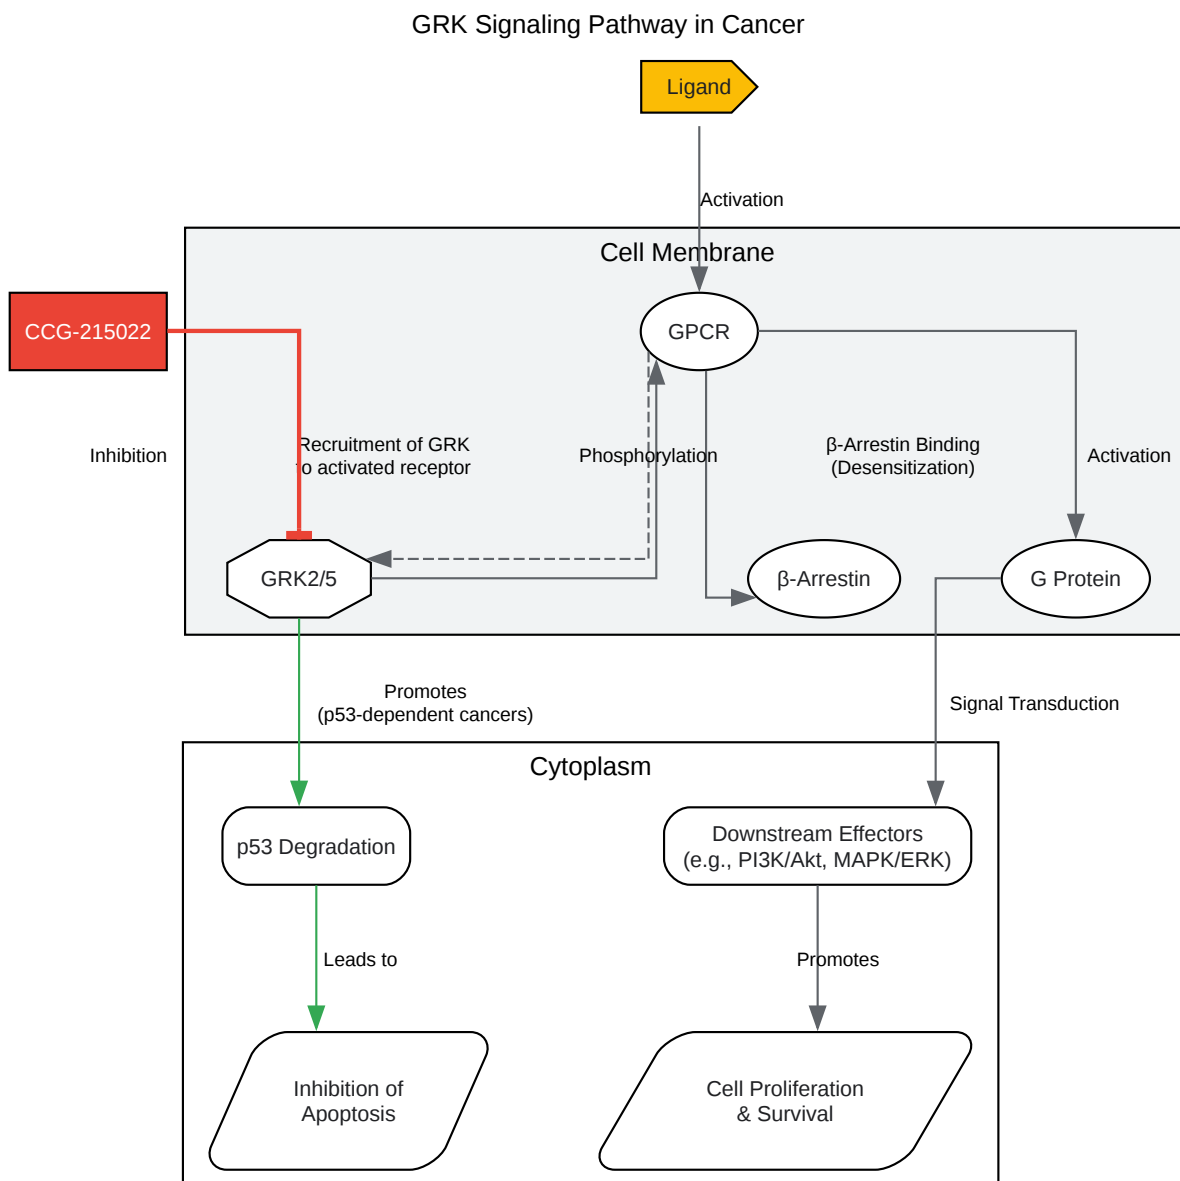 GRK Signaling Pathway in Cancer
Ligand
Activation
Cell Membrane
CCG-215022
GPCR
Inhibition
Recruitment of GRK
to activated receptor
Phosphorylation
β-Arrestin Binding
(Desensitization)
Activation
GRK2/5
β-Arrestin
G Protein
Promotes
(p53-dependent cancers)
Signal Transduction
Cytoplasm
p53 Degradation
Downstream Effectors
(e.g., PI3K/Akt, MAPK/ERK)
Leads to
Promotes
Inhibition of
Apoptosis
Cell Proliferation
& Survival